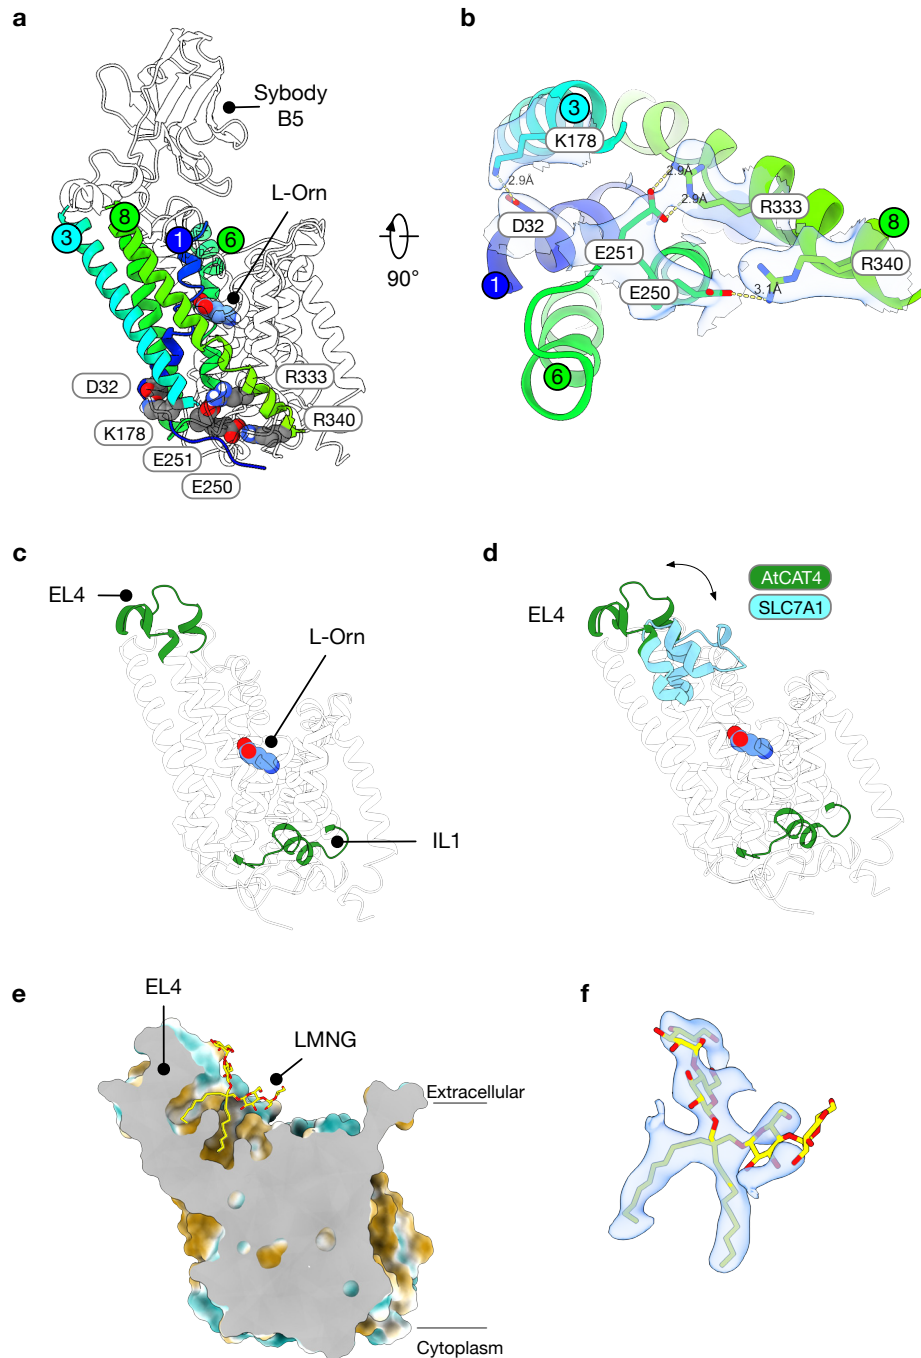 a
Sybody
B5
L-Orn
3
8
1
6
90°
D32
K178
E251
E250
R333
R340
b
3
K178
2.9Å
2.9Å
2.9Å
D32
R333
8
E251
R340
1
E250
3.1Å
6
c
EL4
L-Orn
IL1
d
AtCAT4
SLC7A1
EL4
e
EL4
LMNG
Extracellular
Cytoplasm
f